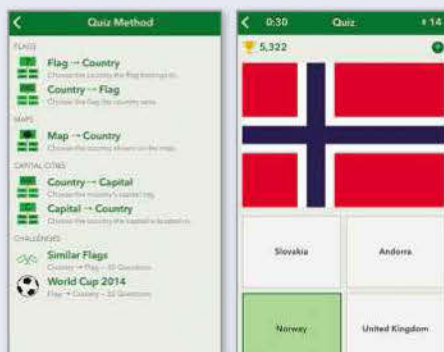 Quiz Method
FLAGS
Flag → Country
Choose the country the flag belongs to.
Country → Flag
Choose the flag the country uses.
MAPS
Map → Country
Choose the country shown on the map.
CAPITAL CITIES
Country → Capital
Choose the country's capital city.
Capital → Country
Choose the country the capital is located in.
CHALLENGES
Similar Flags
Country → Flag – 20 Questions
World Cup 2014
Flag → Country – 32 Questions
0:30 Quiz 14
5,322
Slovakia
Andorra
Norway
United Kingdom